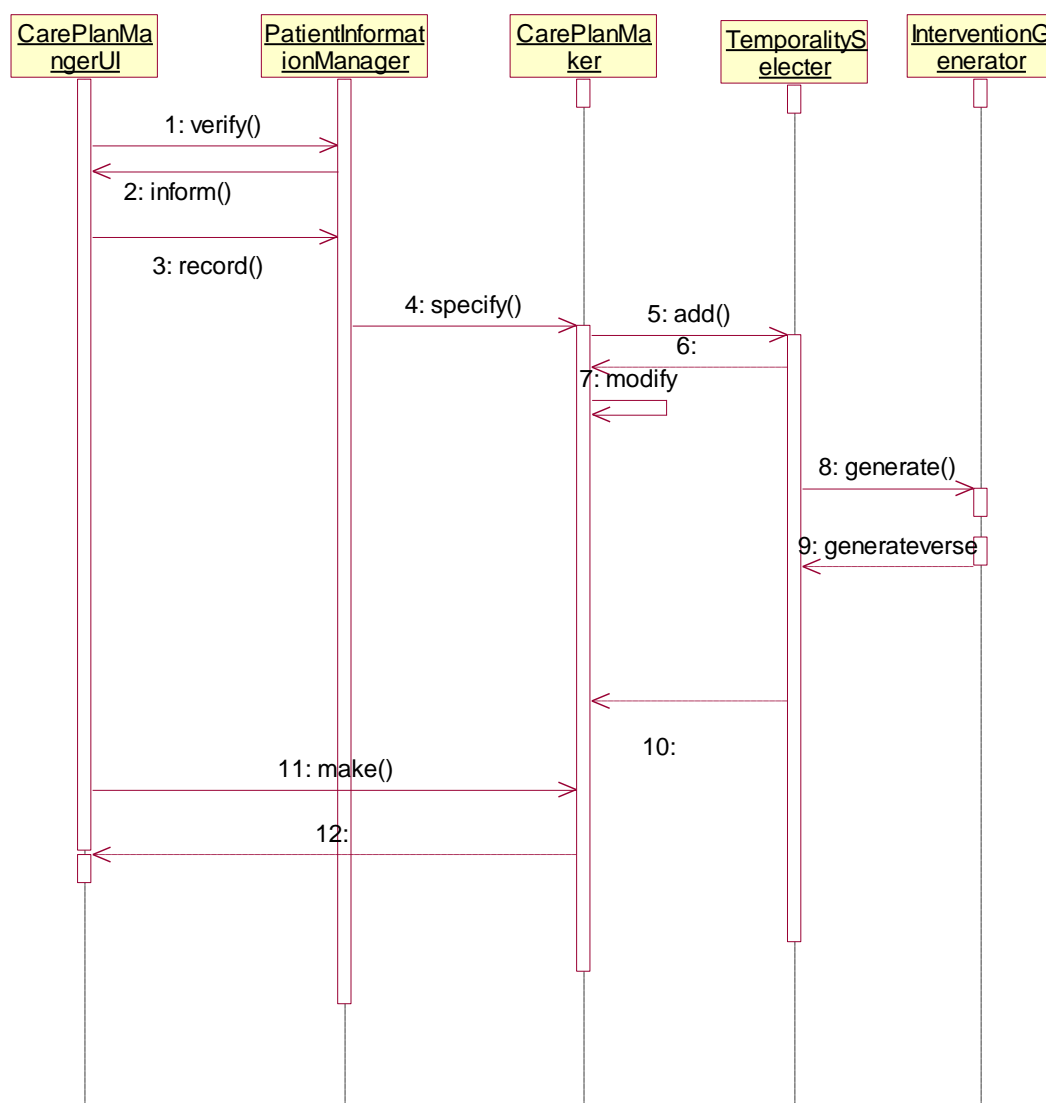 CarePlanMa
ngerUI
PatientInformat
ionManager
CarePlanMa
ker
TemporalityS
electer
InterventionG
enerator
1: verify()
2: inform()
3: record()
4: specify()
5: add()
6:
7: modify
8: generate()
9: generateverse
10:
11: make()
12: